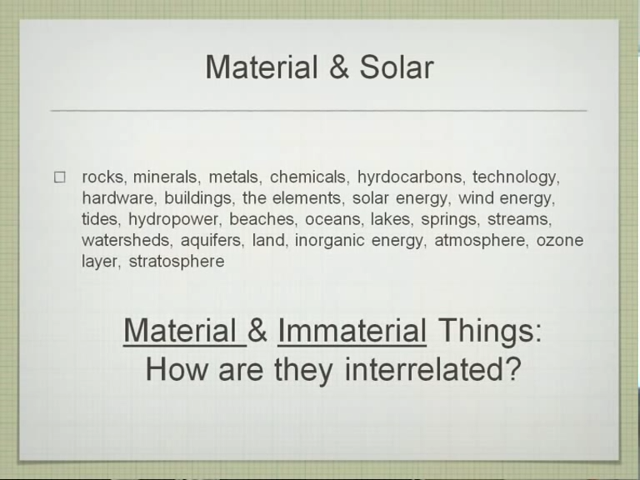 Material & Solar
rocks, minerals, metals, chemicals, hyrdocarbons, technology,
hardware, buildings, the elements, solar energy, wind energy,
tides, hydropower, beaches, oceans, lakes, springs, streams,
watersheds, aquifers, land, inorganic energy, atmosphere, ozone
layer, stratosphere
Material & Immaterial Things:
How are they interrelated?